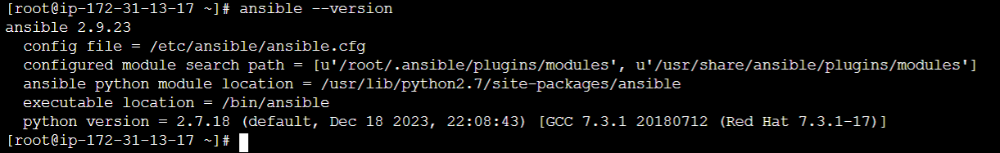 [root@ip-172-31-13-17 ~]# ansible --version
ansible 2.9.23
  config file = /etc/ansible/ansible.cfg
  configured module search path = [u'/root/.ansible/plugins/modules', u'/usr/share/ansible/plugins/modules']
  ansible python module location = /usr/lib/python2.7/site-packages/ansible
  executable location = /bin/ansible
  python version = 2.7.18 (default, Dec 18 2023, 22:08:43) [GCC 7.3.1 20180712 (Red Hat 7.3.1-17)]
[root@ip-172-31-13-17 ~]#